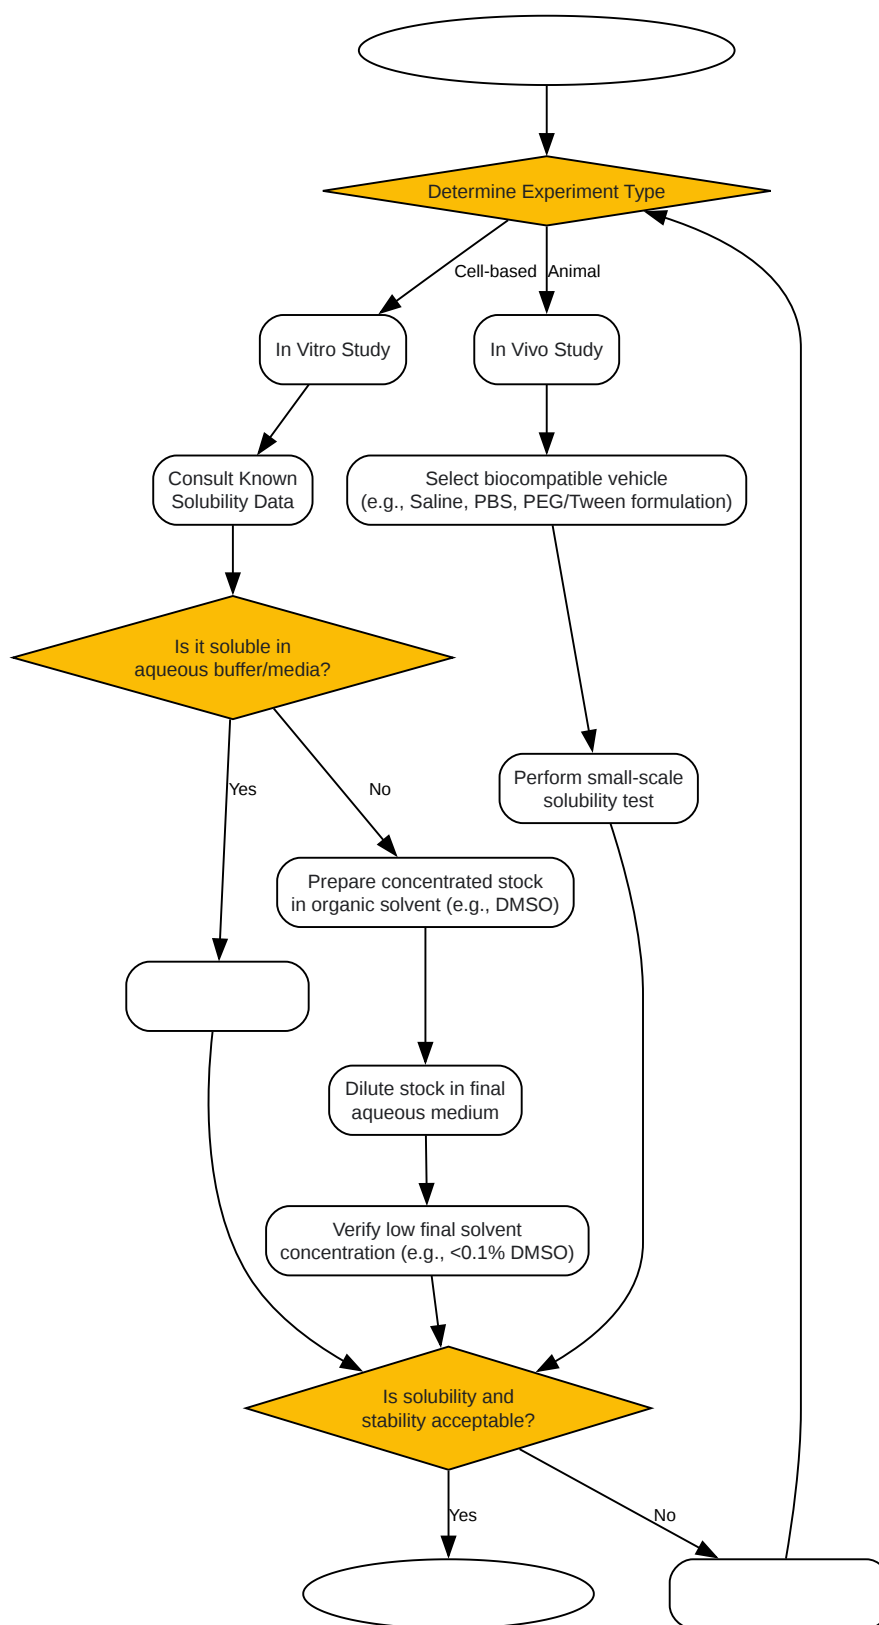 Determine Experiment Type
Cell-based
Animal
In Vitro Study
In Vivo Study
Consult Known
Solubility Data
Select biocompatible vehicle
(e.g., Saline, PBS, PEG/Tween formulation)
Is it soluble in
aqueous buffer/media?
Yes
No
Perform small-scale
solubility test
Prepare concentrated stock
in organic solvent (e.g., DMSO)
Dilute stock in final
aqueous medium
Verify low final solvent
concentration (e.g., <0.1% DMSO)
Is solubility and
stability acceptable?
Yes
No